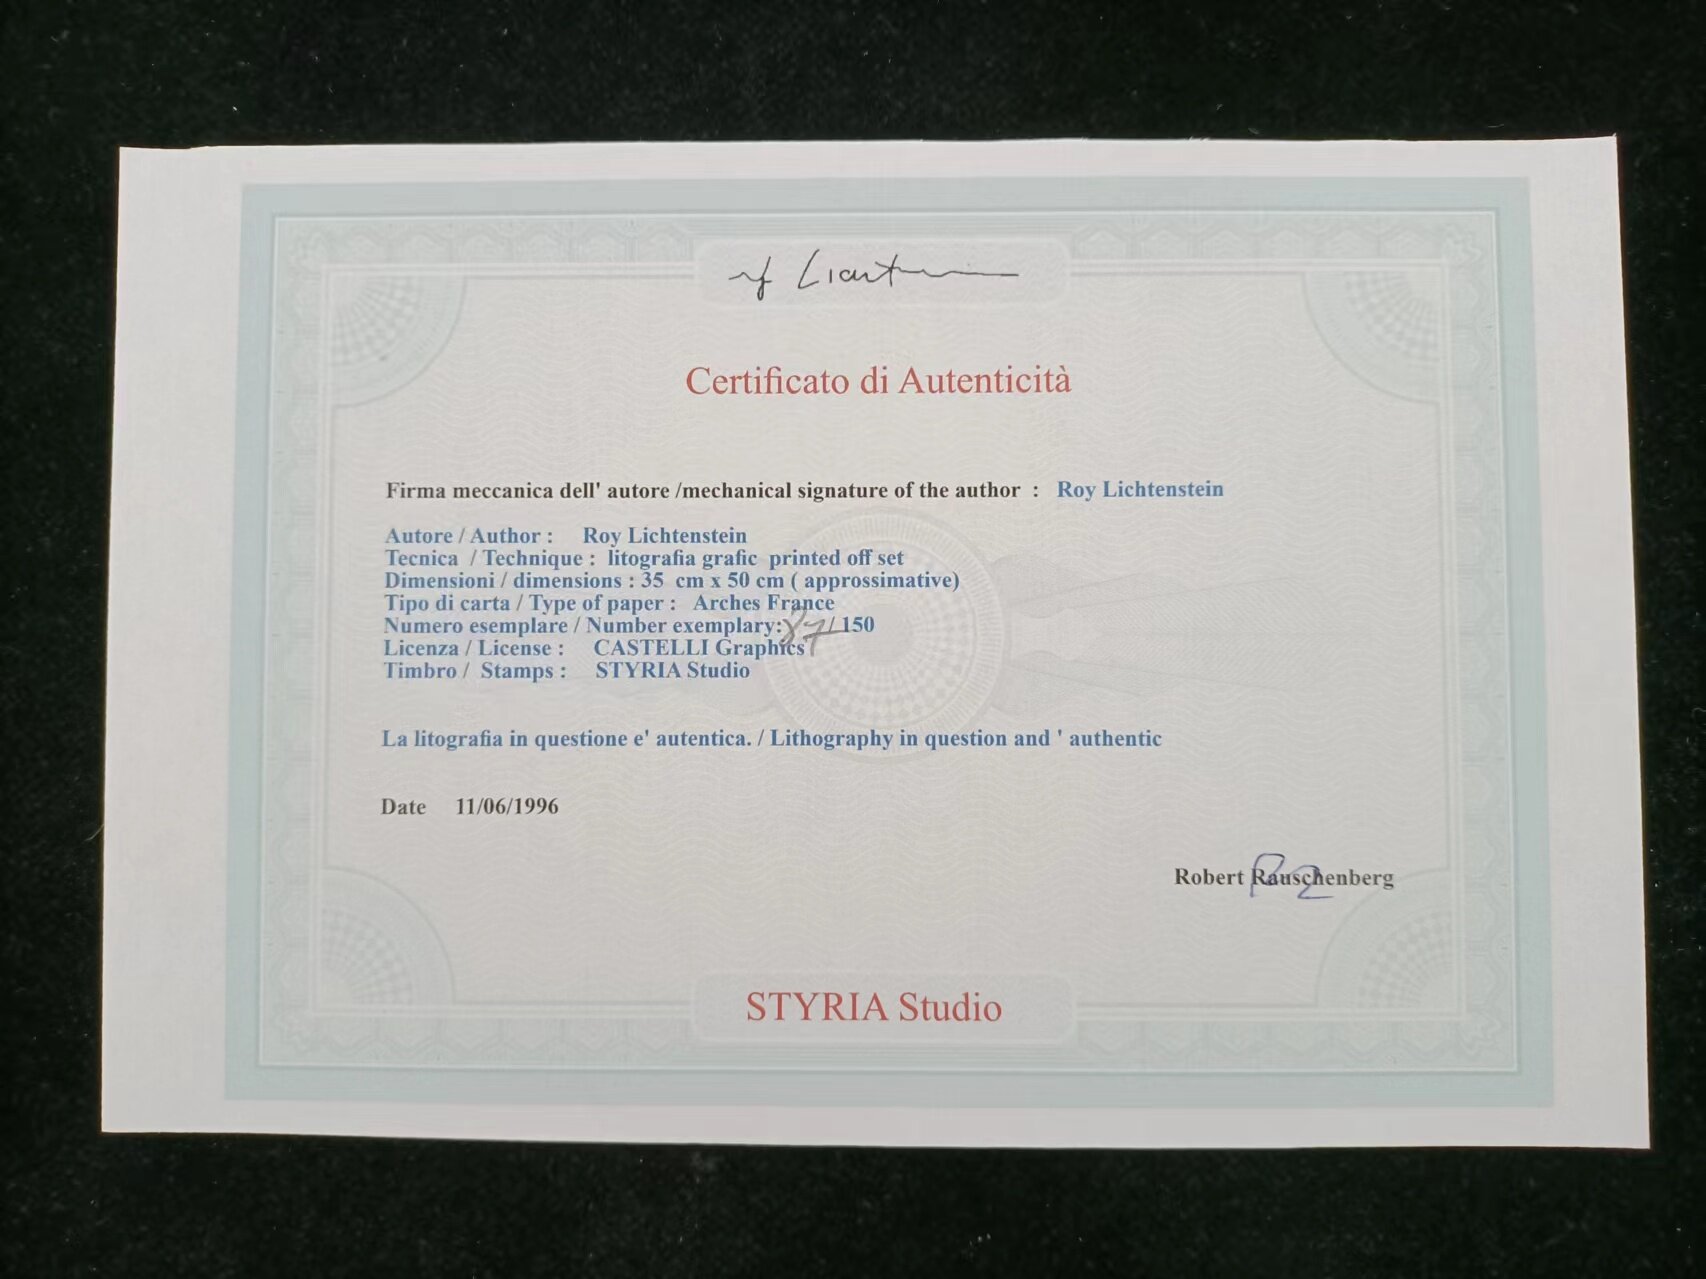 rf Lichtenstein
Certificato di Autenticità
Firma meccanica dell' autore /mechanical signature of the author : Roy Lichtenstein
Autore / Author : Roy Lichtenstein
Tecnica / Technique : litografia grafic printed off set
Dimensioni / dimensions : 35 cm x 50 cm ( approssimative)
Tipo di carta / Type of paper : Arches France
Numero esemplare / Number exemplary: 87/150
Licenza / License : CASTELLI Graphics
Timbro / Stamps : STYRIA Studio
La litografia in questione e' autentica. / Lithography in question and ' authentic
Date 11/06/1996
Robert Rauschenberg
STYRIA Studio